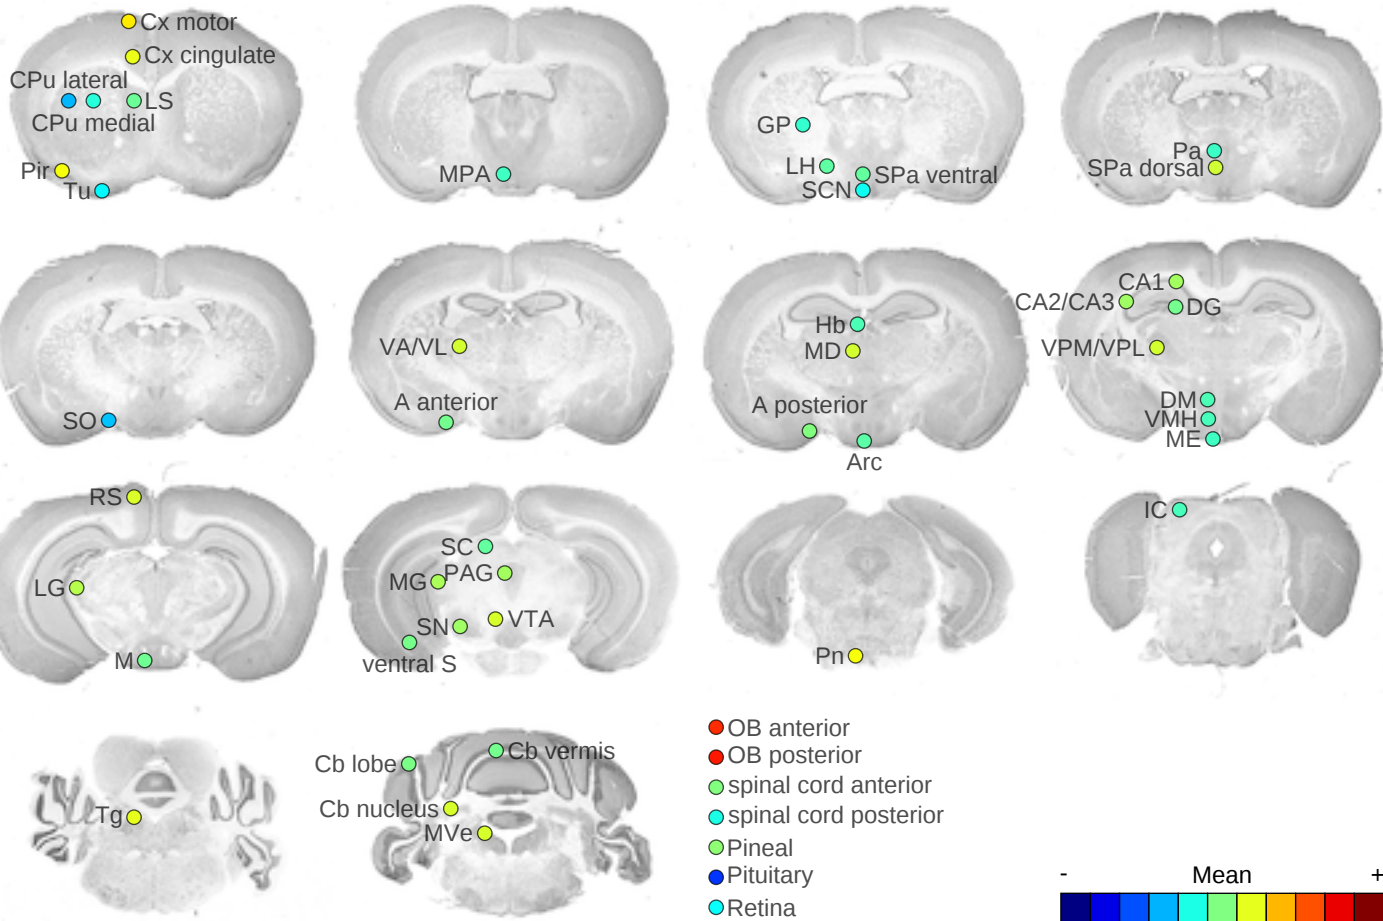 Cx motor
Cx cingulate
CPu lateral
LS
CPu medial
Pir
Tu
MPA
GP
LH
SPa ventral
SCN
Pa
SPa dorsal
SO
VA/VL
A anterior
Hb
MD
A posterior
Arc
CA1
CA2/CA3
DG
VPM/VPL
DM
VMH
ME
RS
LG
M
SC
PAG
MG
SN
VTA
ventral S
Pn
IC
Tg
Cb lobe
Cb vermis
Cb nucleus
MVe
OB anterior
OB posterior
spinal cord anterior
spinal cord posterior
Pineal
Pituitary
Retina
- Mean +